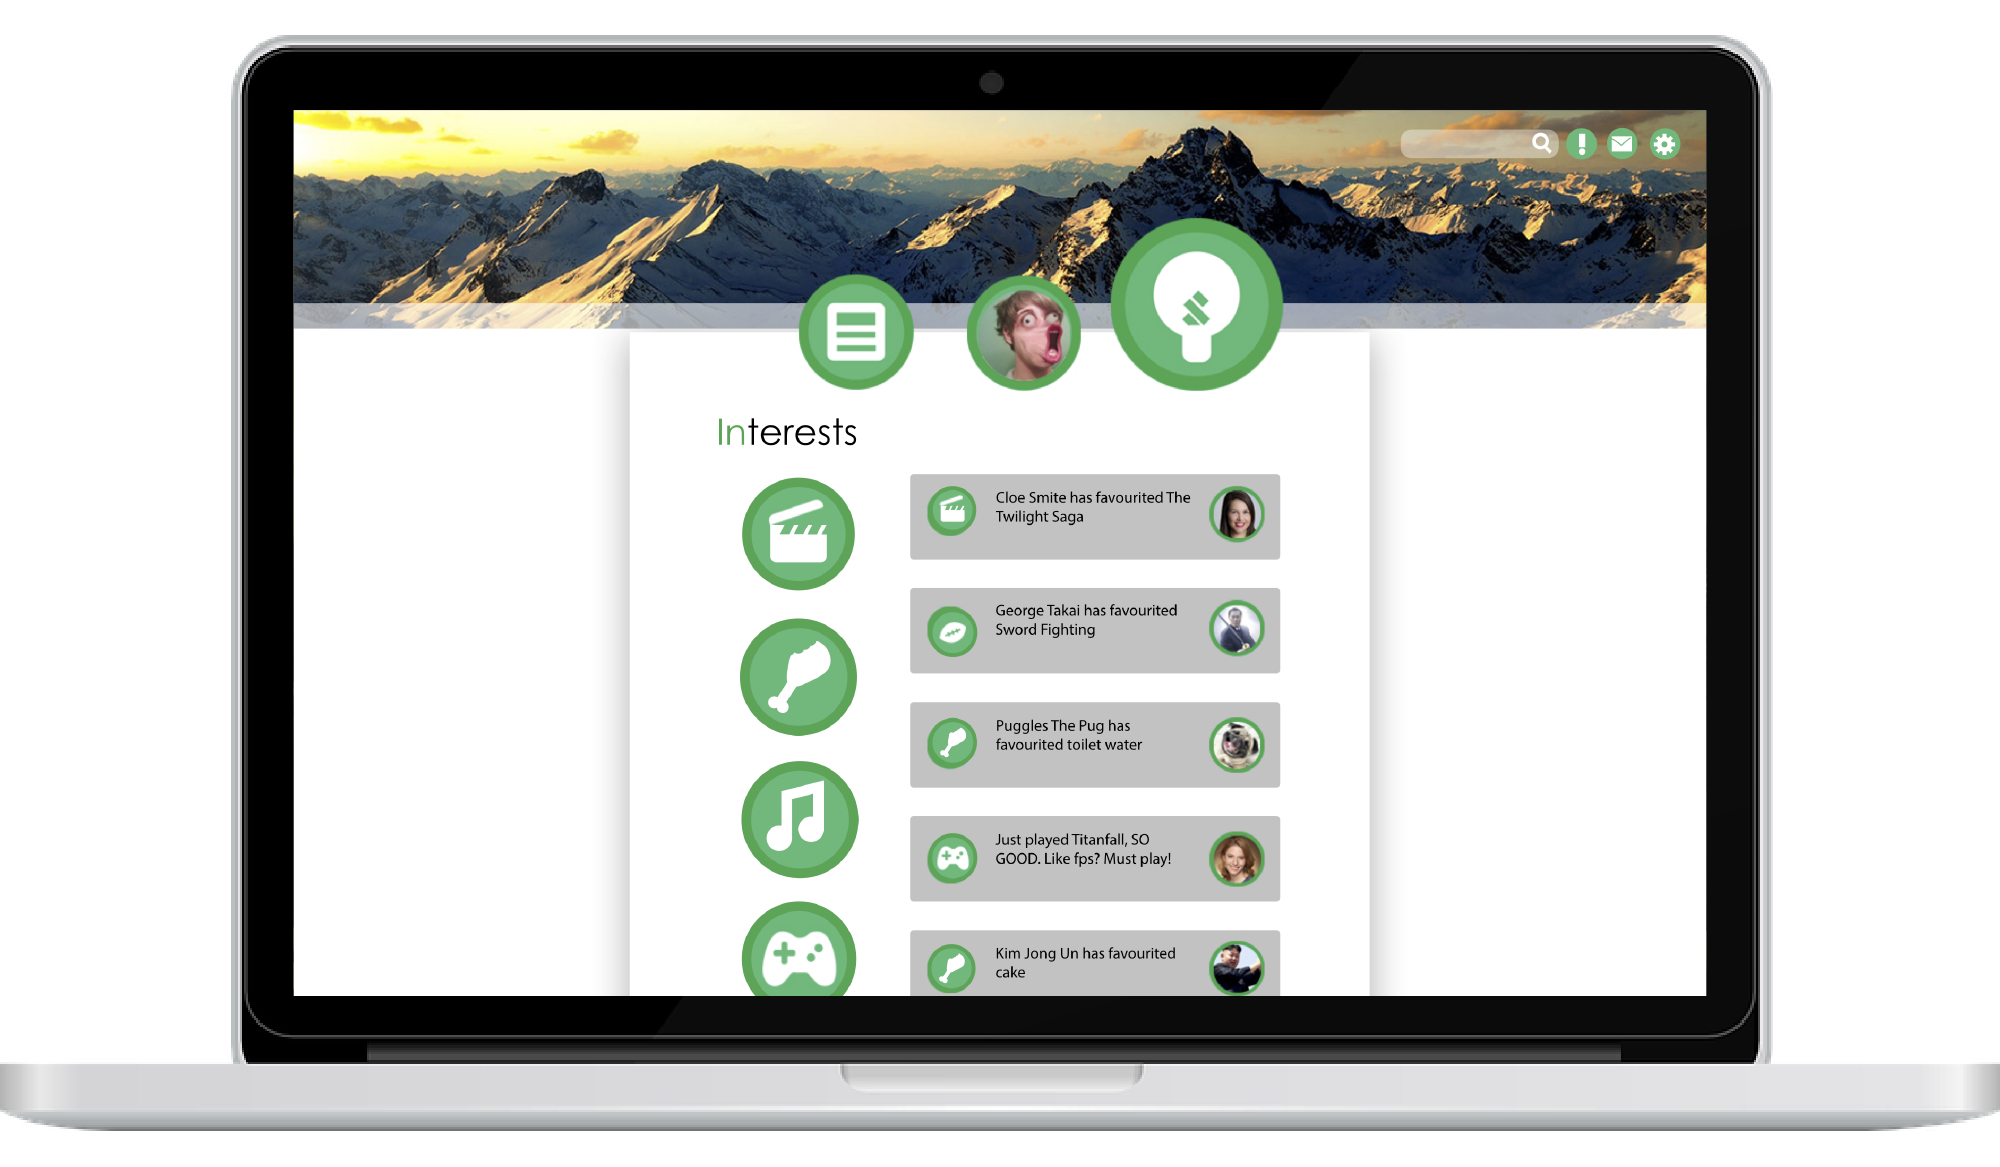 Interests
Cloe Smite has favourited The
Twilight Saga
George Takai has favourited
Sword Fighting
Puggles The Pug has
favourited toilet water
Just played Titanfall, SO
GOOD. Like fps? Must play!
Kim Jong Un has favourited
cake